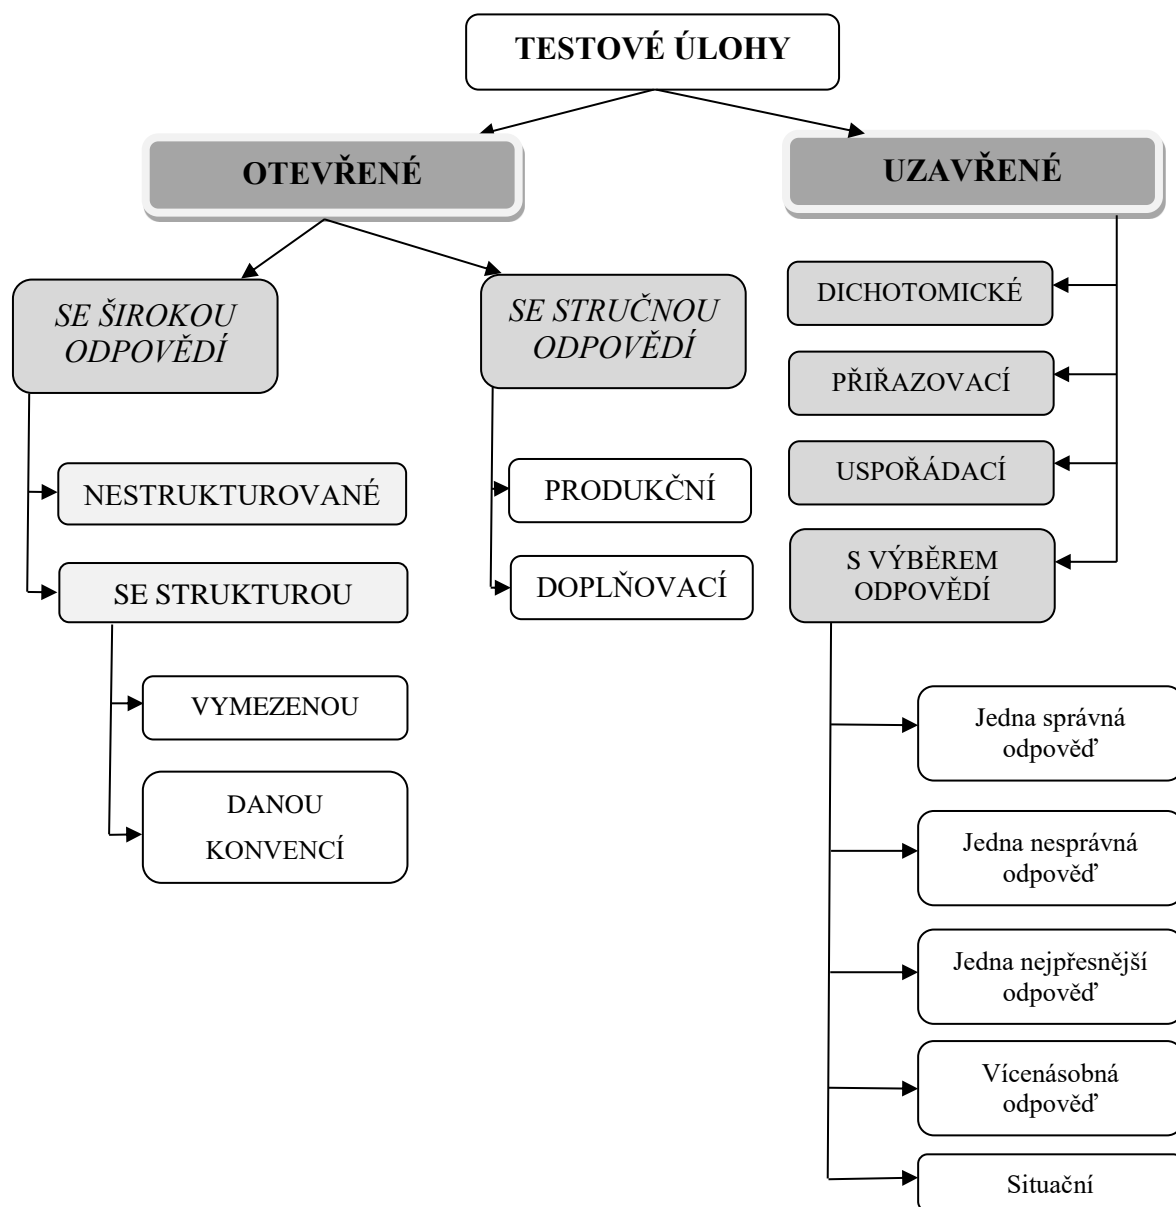 TESTOVÉ ÚLOHY
OTEVŘENÉ
UZAVŘENÉ
SE ŠIROKOU
ODPOVĚDÍ
SE STRUČNOU
ODPOVĚDÍ
DICHOTOMICKÉ
PŘIŘAZOVACÍ
USPOŘÁDACÍ
NESTRUKTUROVANÉ
PRODUKČNÍ
SE STRUKTUROU
DOPLŇOVACÍ
S VÝBĚREM
ODPOVĚDÍ
VYMEZENOU
DANOU
KONVENCÍ
Jedna správná
odpověď
Jedna nesprávná
odpověď
Jedna nejpřesnější
odpověď
Vícenásobná
odpověď
Situační